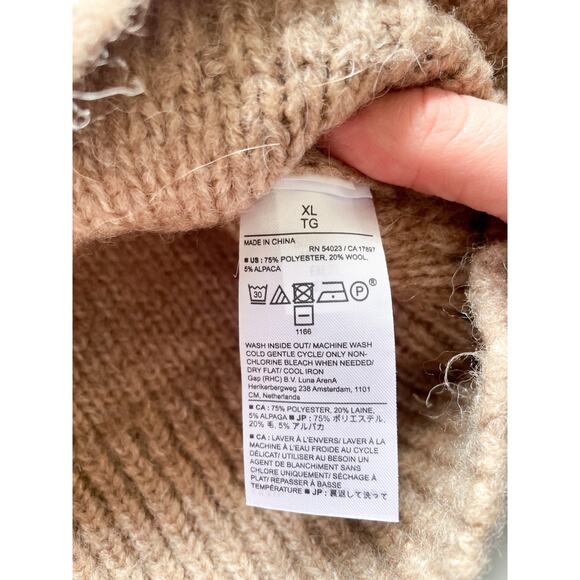 XL
TG
MADE IN CHINA
RN 54023 / CA 17897
■ US : 75% POLYESTER, 20% WOOL,
5% ALPACA
30 P
1166
WASH INSIDE OUT/ MACHINE WASH
COLD GENTLE CYCLE/ ONLY NON-
CHLORINE BLEACH WHEN NEEDED/
DRY FLAT/ COOL IRON
Gap (RHC) B.V. Luna ArenA
Herikerbergweg 238 Amsterdam, 1101
CM, Netherlands
■ CA : 75% POLYESTER, 20% LAINE,
5% ALPAGA ■ JP : 75% ポリエステル,
20% 毛, 5% アルパカ
■ CA : LAVER À L'ENVERS/ LAVER À LA
MACHINE À L'EAU FROIDE AU CYCLE
DÉLICAT/ UTILISER AU BESOIN UN
AGENT DE BLANCHIMENT SANS
CHLORE UNIQUEMENT/ SÉCHAGE À
PLAT/ REPASSER À BASSE
TEMPÉRATURE ■ JP : 裏返して洗って